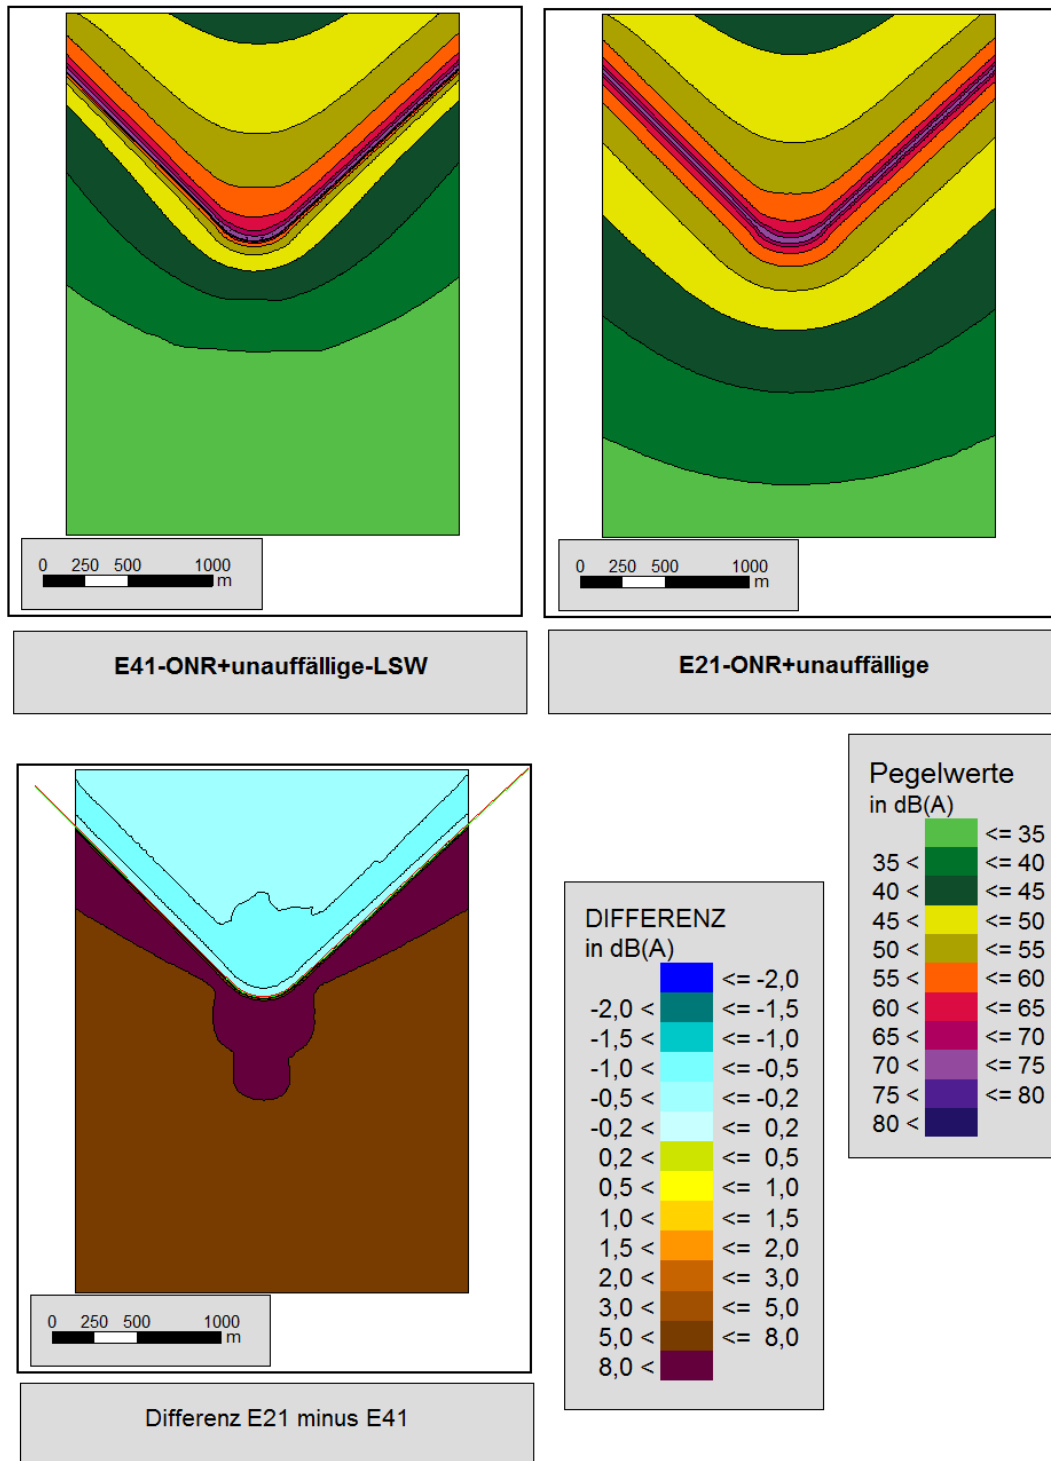 0 250 500 1000
m
0 250 500 1000
m
E41-ONR+unauffällige-LSW
E21-ONR+unauffällige
Pegelwerte
in dB(A)
<= 35
35 < <= 40
40 < <= 45
45 < <= 50
50 < <= 55
55 < <= 60
60 < <= 65
65 < <= 70
70 < <= 75
75 < <= 80
80 <
DIFFERENZ
in dB(A)
<= -2,0
-2,0 < <= -1,5
-1,5 < <= -1,0
-1,0 < <= -0,5
-0,5 < <= -0,2
-0,2 < <= 0,2
0,2 < <= 0,5
0,5 < <= 1,0
1,0 < <= 1,5
1,5 < <= 2,0
2,0 < <= 3,0
3,0 < <= 5,0
5,0 < <= 8,0
8,0 <
0 250 500 1000
m
Differenz E21 minus E41